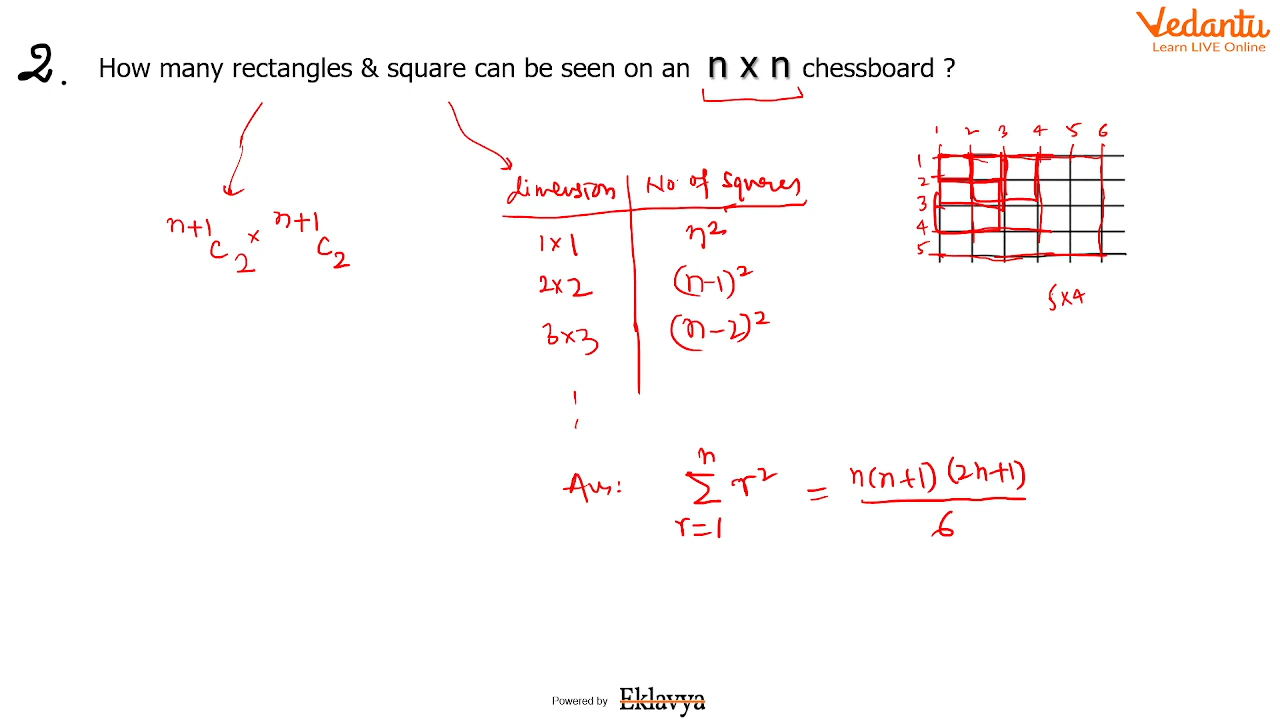 Vedantu
Learn LIVE Online
2. How many rectangles & square can be seen on an n x n chessboard ?
1 2 3 4 5 6
1
2
3
4
5
5x4
n+1C2 × n+1C2
dimension | No. of squares
1x1 n²
2x2 (n-1)²
3x3 (n-2)²
Ans: n∑r=1 r² = n(n+1)(2n+1)/6
Powered by Eklavya